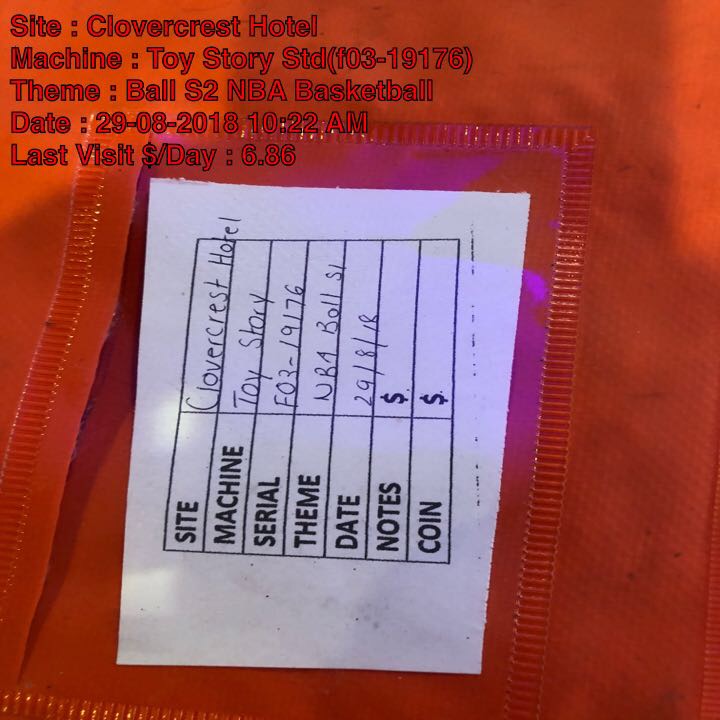 Site : Clovercrest Hotel
Machine : Toy Story Std(f03-19176)
Theme : Ball S2 NBA Basketball
Date : 29-08-2018 10:22 AM
Last Visit $/Day : 6.86
SITE Clovercrest Hotel
MACHINE Toy Story
SERIAL F03-19176
THEME NBA Ball S1
DATE 29/8/18
NOTES $
COIN $